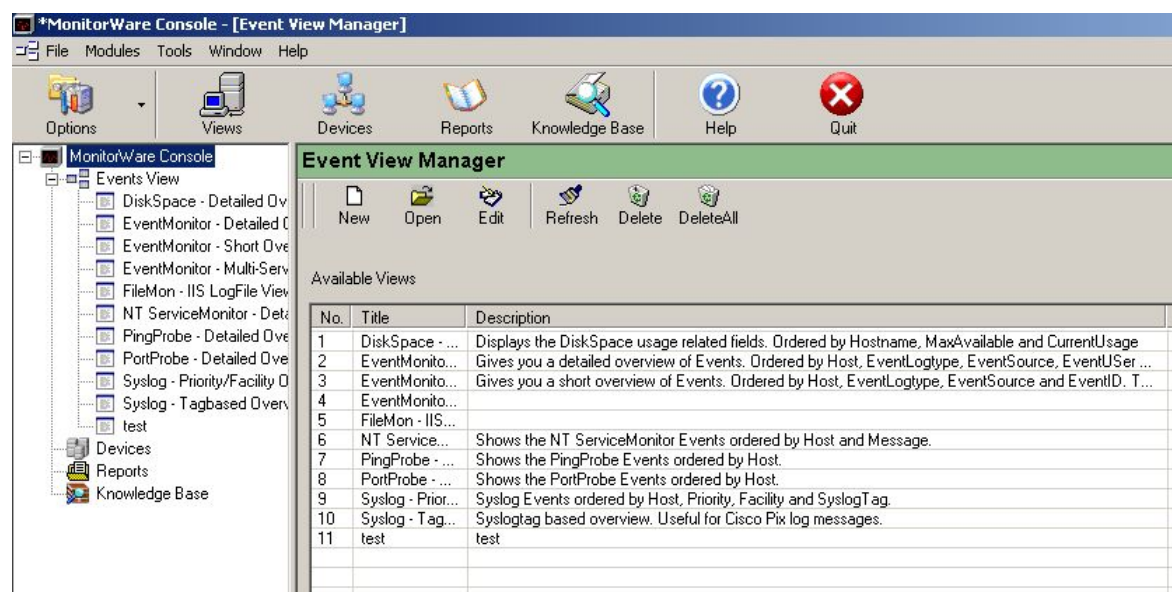 *MonitorWare Console - [Event View Manager]
File Modules Tools Window Help
Options Views Devices Reports Knowledge Base Help Quit
MonitorWare Console
Events View
DiskSpace - Detailed Ov
EventMonitor - Detailed O
EventMonitor - Short Ove
EventMonitor - Multi-Serv
FileMon - IIS LogFile View
NT ServiceMonitor - Deta
PingProbe - Detailed Ove
PortProbe - Detailed Ove
Syslog - Priority/Facility O
Syslog - Tagbased Overv
test
Devices
Reports
Knowledge Base
Event View Manager
New Open Edit Refresh Delete DeleteAll
Available Views
No. Title Description
1 DiskSpace - ... Displays the DiskSpace usage related fields. Ordered by Hostname, MaxAvailable and CurrentUsage
2 EventMonito... Gives you a detailed overview of Events. Ordered by Host, EventLogtype, EventSource, EventUSer ...
3 EventMonito... Gives you a short overview of Events. Ordered by Host, EventLogtype, EventSource and EventID. T...
4 EventMonito...
5 FileMon - IIS...
6 NT Service... Shows the NT ServiceMonitor Events ordered by Host and Message.
7 PingProbe - ... Shows the PingProbe Events ordered by Host.
8 PortProbe - ... Shows the PortProbe Events ordered by Host.
9 Syslog - Prior... Syslog Events ordered by Host, Priority, Facility and SyslogTag.
10 Syslog - Tag... Syslogtag based overview. Useful for Cisco Pix log messages.
11 test test